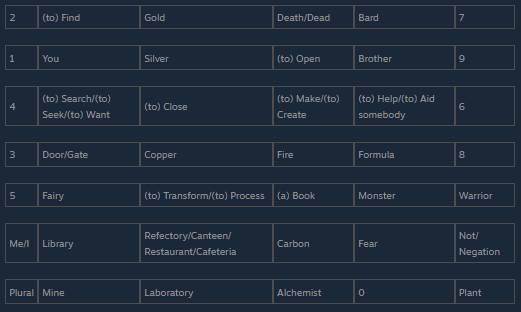 2 (to) Find Gold Death/Dead Bard 7
1 You Silver (to) Open Brother 9
4 (to) Search/(to) Seek/(to) Want (to) Close (to) Make/(to) Create (to) Help/(to) Aid somebody 6
3 Door/Gate Copper Fire Formula 8
5 Fairy (to) Transform/(to) Process (a) Book Monster Warrior
Me/I Library Refectory/Canteen/ Restaurant/Cafeteria Carbon Fear Not/ Negation
Plural Mine Laboratory Alchemist 0 Plant